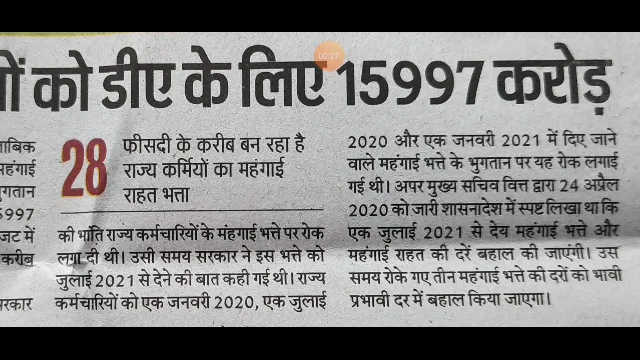 को डीए के लिए 15997 करोड़
00:27
28
फीसदी के करीब बन रहा है
राज्य कर्मियों का महंगाई
राहत भत्ता
की भांति राज्य कर्मचारियों के मंहगाई भत्ते पर रोक
लगा दी थी। उसी समय सरकार ने इस भत्ते को
जुलाई 2021 से देने की बात कही गई थी। राज्य
कर्मचारियों को एक जनवरी 2020, एक जुलाई
2020 और एक जनवरी 2021 में दिए जाने
वाले महंगाई भत्ते के भुगतान पर यह रोक लगाई
गई थी। अपर मुख्य सचिव वित्त द्वारा 24 अप्रैल
2020 को जारी शासनादेश में स्पष्ट लिखा था कि
एक जुलाई 2021 से देय महंगाई भत्ते और
महंगाई राहत की दरें बहाल की जाएंगी। उस
समय रोके गए तीन महंगाई भत्ते की दरों को भावी
प्रभावी दर में बहाल किया जाएगा।